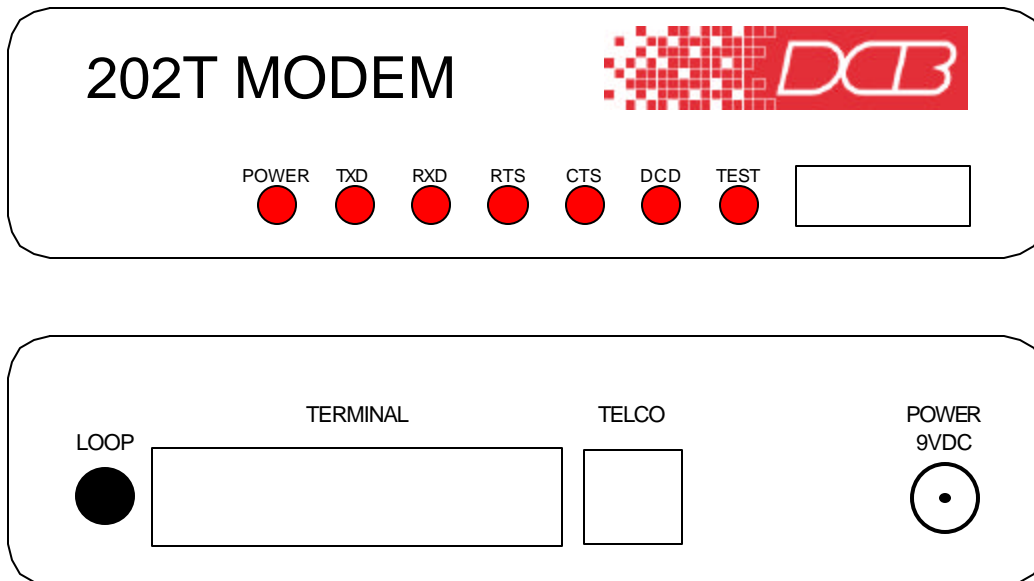 202T MODEM
DCB
POWER TXD RXD RTS CTS DCD TEST
TERMINAL TELCO POWER
LOOP 9VDC